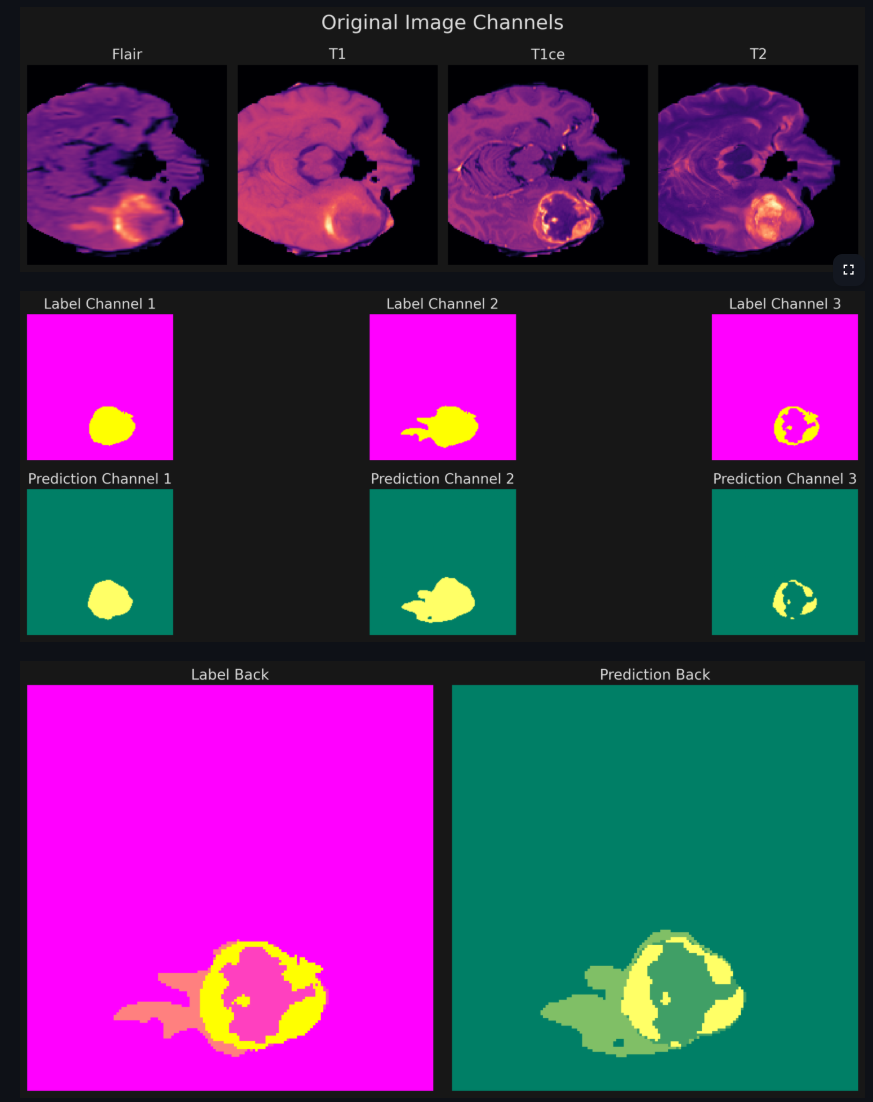 Original Image Channels
Flair
T1
T1ce
T2
Label Channel 1
Label Channel 2
Label Channel 3
Prediction Channel 1
Prediction Channel 2
Prediction Channel 3
Label Back
Prediction Back